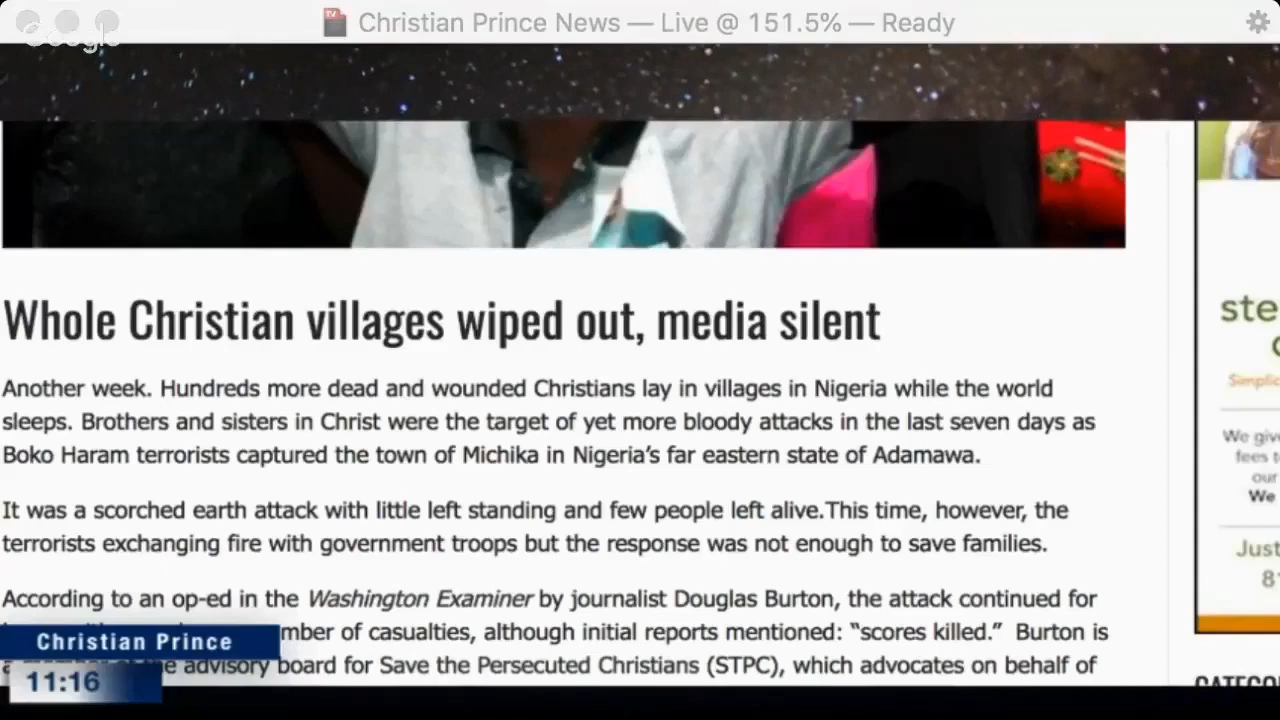 Christian Prince News — Live @ 151.5% — Ready
Google
Whole Christian villages wiped out, media silent
Another week. Hundreds more dead and wounded Christians lay in villages in Nigeria while the world
sleeps. Brothers and sisters in Christ were the target of yet more bloody attacks in the last seven days as
Boko Haram terrorists captured the town of Michika in Nigeria's far eastern state of Adamawa.
It was a scorched earth attack with little left standing and few people left alive.This time, however, the
terrorists exchanging fire with government troops but the response was not enough to save families.
According to an op-ed in the Washington Examiner by journalist Douglas Burton, the attack continued for
of casualties, although initial reports mentioned: “scores killed.” Burton is
advisory board for Save the Persecuted Christians (STPC), which advocates on behalf of
Christian Prince
11:16
ste
We
our
We
Just